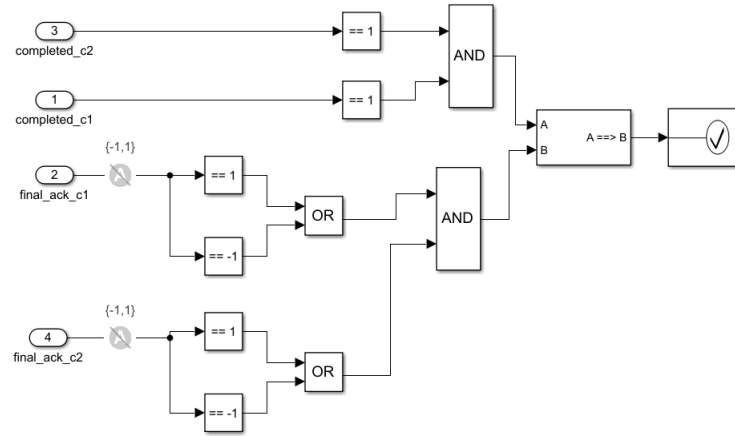 3
completed_c2
== 1
AND
1
completed_c1
== 1
A
B
A ==> B
{-1,1}
A
2
final_ack_c1
== 1
OR
== -1
AND
{-1,1}
A
4
final_ack_c2
== 1
OR
== -1